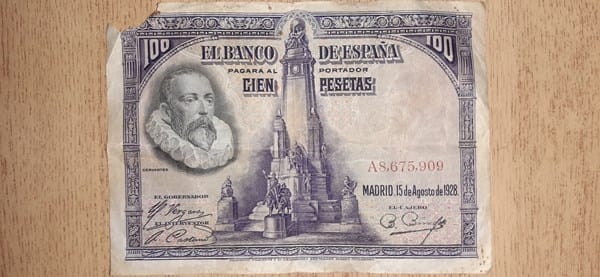 100 100
EL BANCO DE ESPAÑA
PAGARÁ AL PORTADOR
CIEN PESETAS
CERVANTES
A8,675,909
MADRID, 15 de Agosto de 1928.
EL GOBERNADOR
EL CAJERO
EL INTERVENTOR